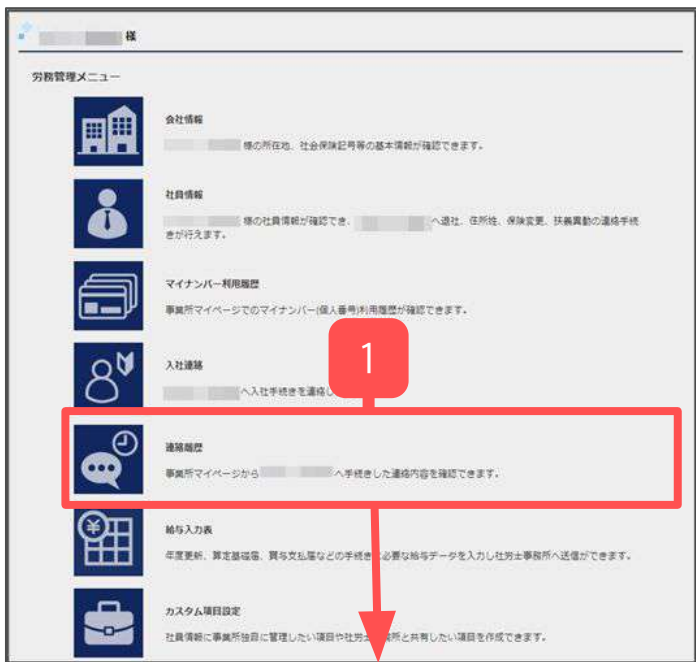 様
労務管理メニュー
会社情報
様の所在地、社会保険記号等の基本情報が確認できます。
社員情報
様の社員情報が確認でき、 へ退社、住所姓、保険変更、扶養異動の連絡手続
きが行えます。
マイナンバー利用履歴
事業所マイページでのマイナンバー(個人番号)利用履歴が確認できます。
1
入社連絡
へ入社手続きを連絡し
連絡履歴
事業所マイページから へ手続きした連絡内容を確認できます。
給与入力表
年度更新、算定基礎届、賞与支払届などの手続き 必要な給与データを入力し社労士事務所へ送信ができます。
カスタム項目設定
社員情報に事業所独自に管理したい項目や社労士 務所と共有したい項目を作成できます。